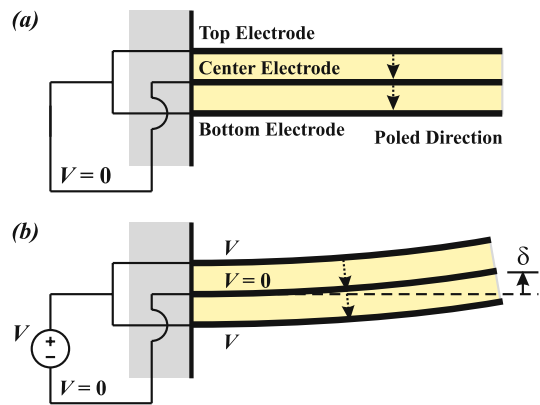 (a)
Top Electrode
Center Electrode
Bottom Electrode
Poled Direction
V = 0
(b)
V
V = 0
δ
V
+
−
V
V = 0